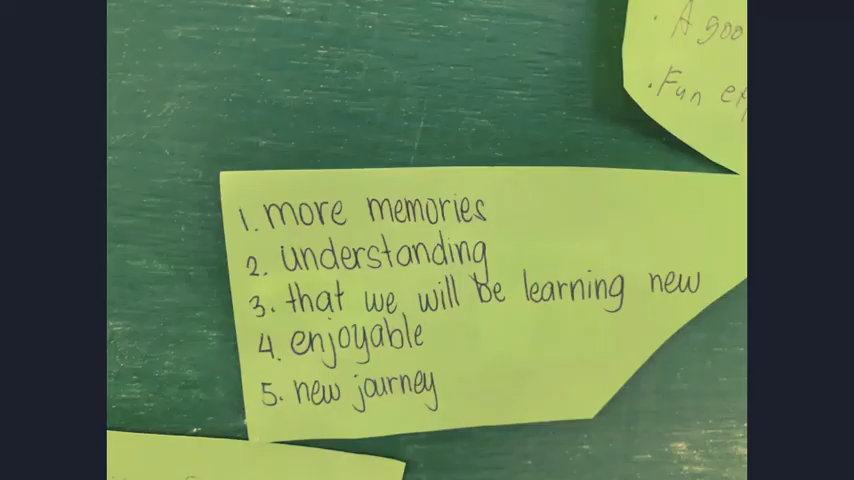 · A goo
· Fun ef
1. more memories
2. understanding
3. that we will be learning new
4. enjoyable
5. new journey